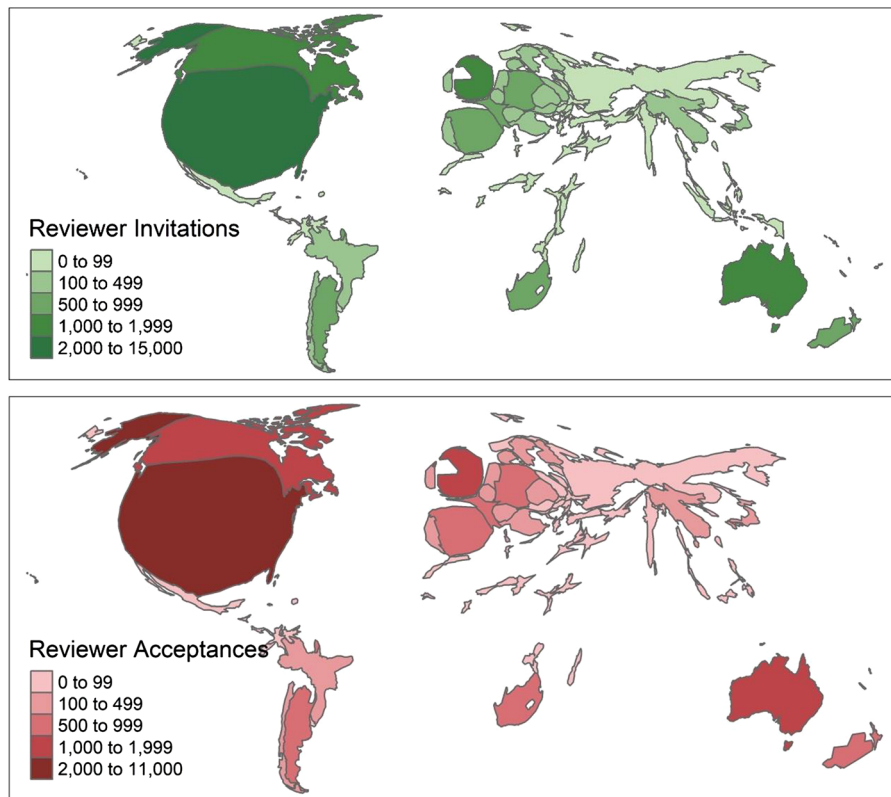 Reviewer Invitations
0 to 99
100 to 499
500 to 999
1,000 to 1,999
2,000 to 15,000
Reviewer Acceptances
0 to 99
100 to 499
500 to 999
1,000 to 1,999
2,000 to 11,000